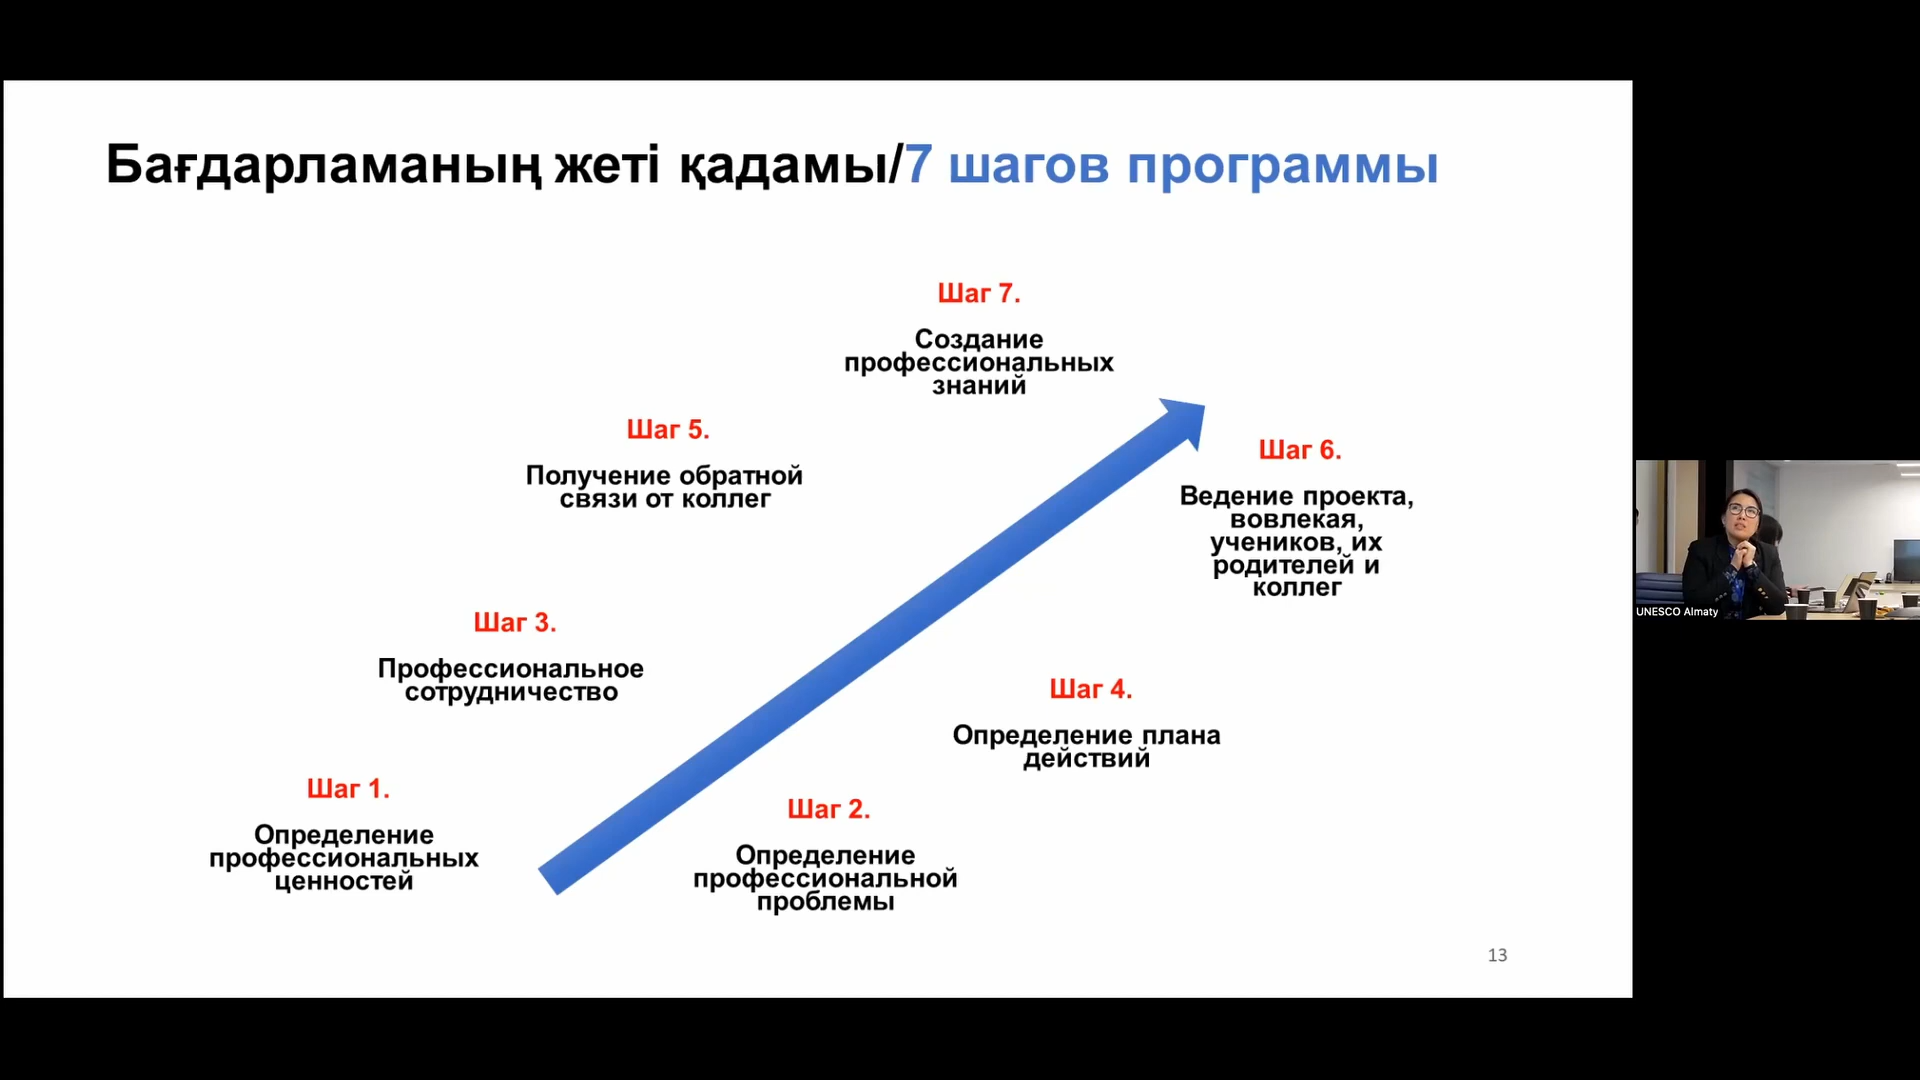 Бағдарламаның жеті қадамы/7 шагов программы
Шаг 7.
Создание
профессиональных
знаний
Шаг 5.
Получение обратной
связи от коллег
Шаг 6.
Ведение проекта,
вовлекая,
учеников, их
родителей и
коллег
Шаг 3.
Профессиональное
сотрудничество
Шаг 4.
Определение плана
действий
Шаг 1.
Определение
профессиональных
ценностей
Шаг 2.
Определение
профессиональной
проблемы
13
UNESCO Almaty